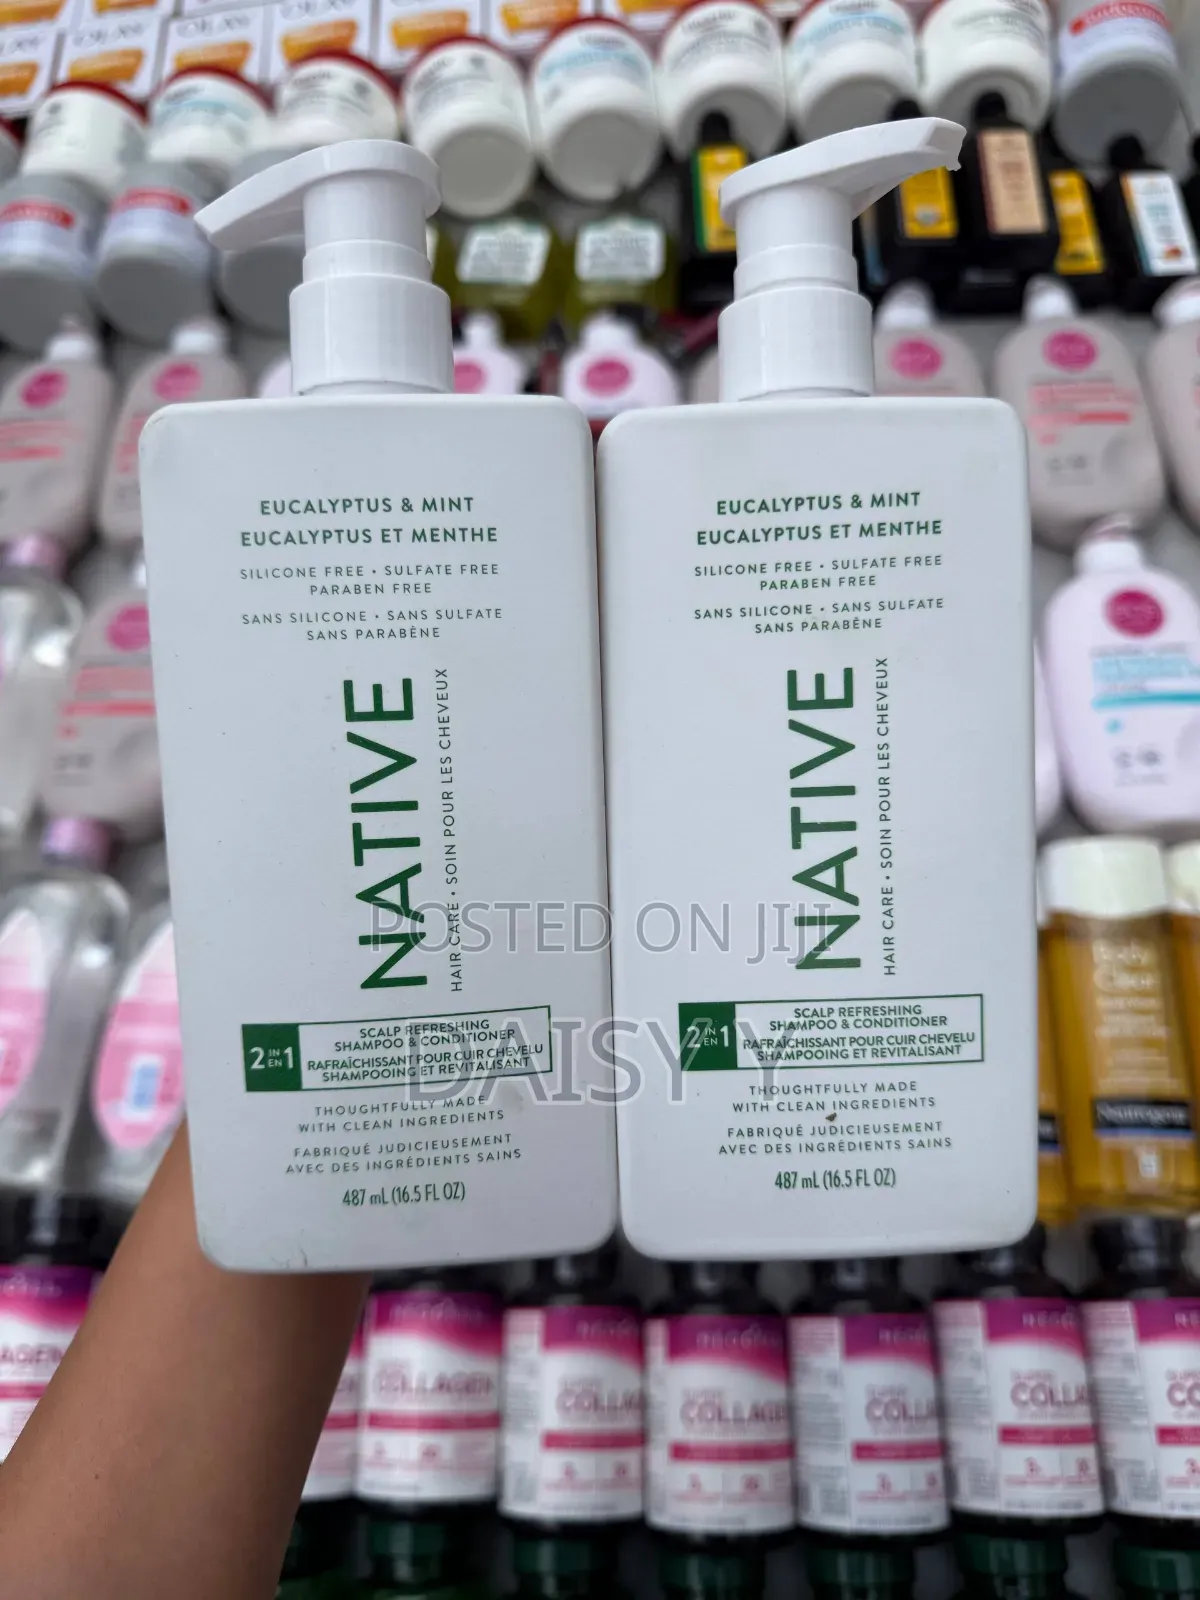 EUCALYPTUS & MINT
EUCALYPTUS ET MENTHE
SILICONE FREE • SULFATE FREE
PARABEN FREE
SANS SILICONE • SANS SULFATE
SANS PARABÈNE
NATIVE
HAIR CARE • SOIN POUR LES CHEVEUX
2 IN EN 1
SCALP REFRESHING
SHAMPOO & CONDITIONER
RAFRAÎCHISSANT POUR CUIR CHEVELU
SHAMPOOING ET REVITALISANT
THOUGHTFULLY MADE
WITH CLEAN INGREDIENTS
FABRIQUÉ JUDICIEUSEMENT
AVEC DES INGRÉDIENTS SAINS
487 mL (16.5 FL OZ)
EUCALYPTUS & MINT
EUCALYPTUS ET MENTHE
SILICONE FREE • SULFATE FREE
PARABEN FREE
SANS SILICONE • SANS SULFATE
SANS PARABÈNE
NATIVE
HAIR CARE • SOIN POUR LES CHEVEUX
2 IN EN 1
SCALP REFRESHING
SHAMPOO & CONDITIONER
RAFRAÎCHISSANT POUR CUIR CHEVELU
SHAMPOOING ET REVITALISANT
THOUGHTFULLY MADE
WITH CLEAN INGREDIENTS
FABRIQUÉ JUDICIEUSEMENT
AVEC DES INGRÉDIENTS SAINS
487 mL (16.5 FL OZ)
POSTED ON JIJI
DAISY Y
Neutrogena
COLLAGEN
COLLAGEN
COLLAGEN